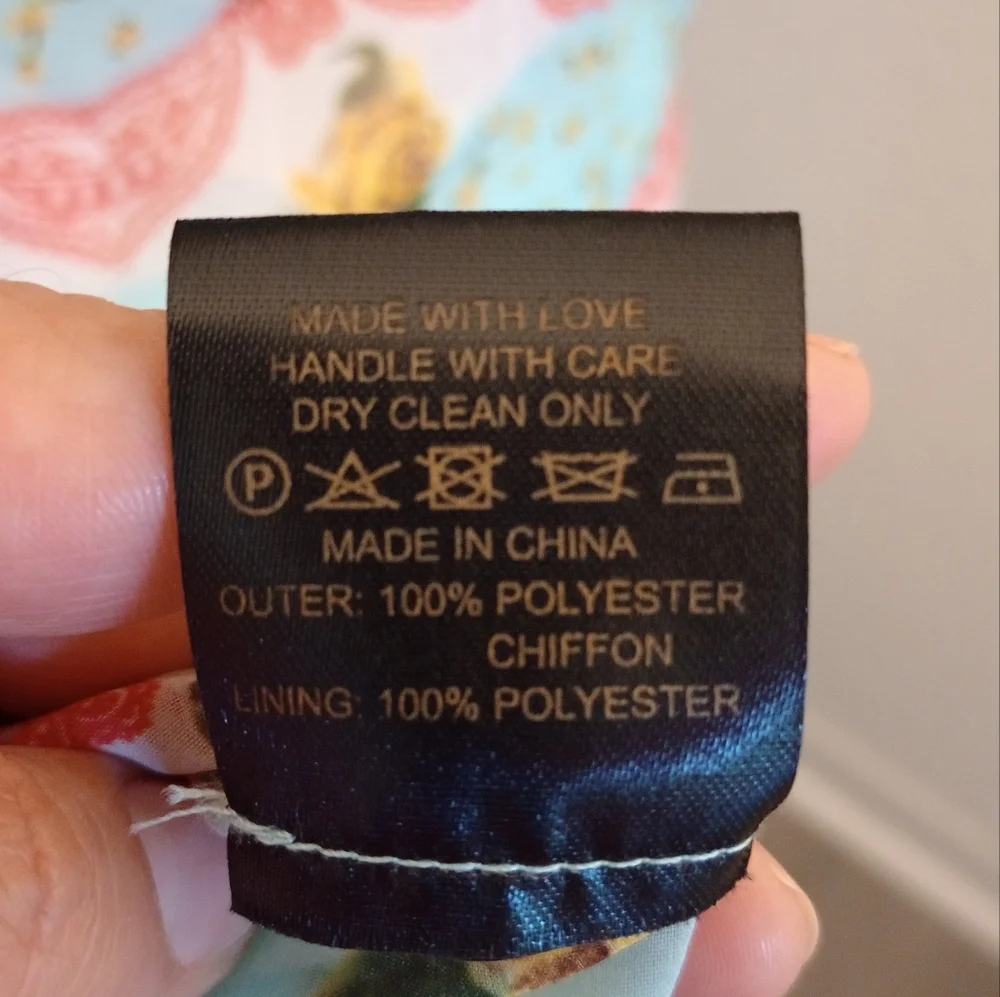 MADE WITH LOVE
HANDLE WITH CARE
DRY CLEAN ONLY
P
MADE IN CHINA
OUTER: 100% POLYESTER
CHIFFON
LINING: 100% POLYESTER